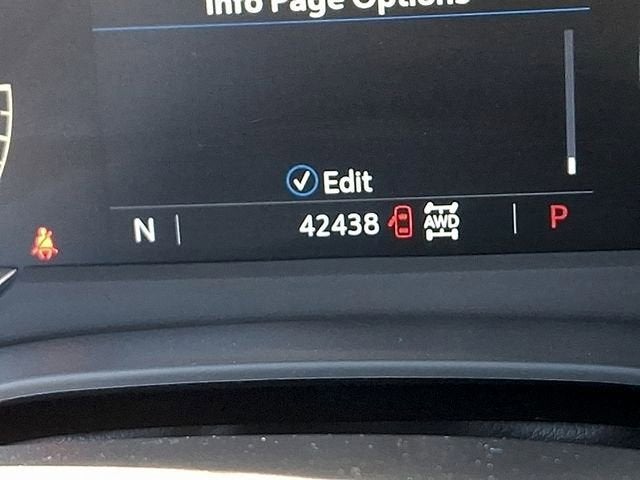 Info Page Options
Edit
N 42438 AWD P